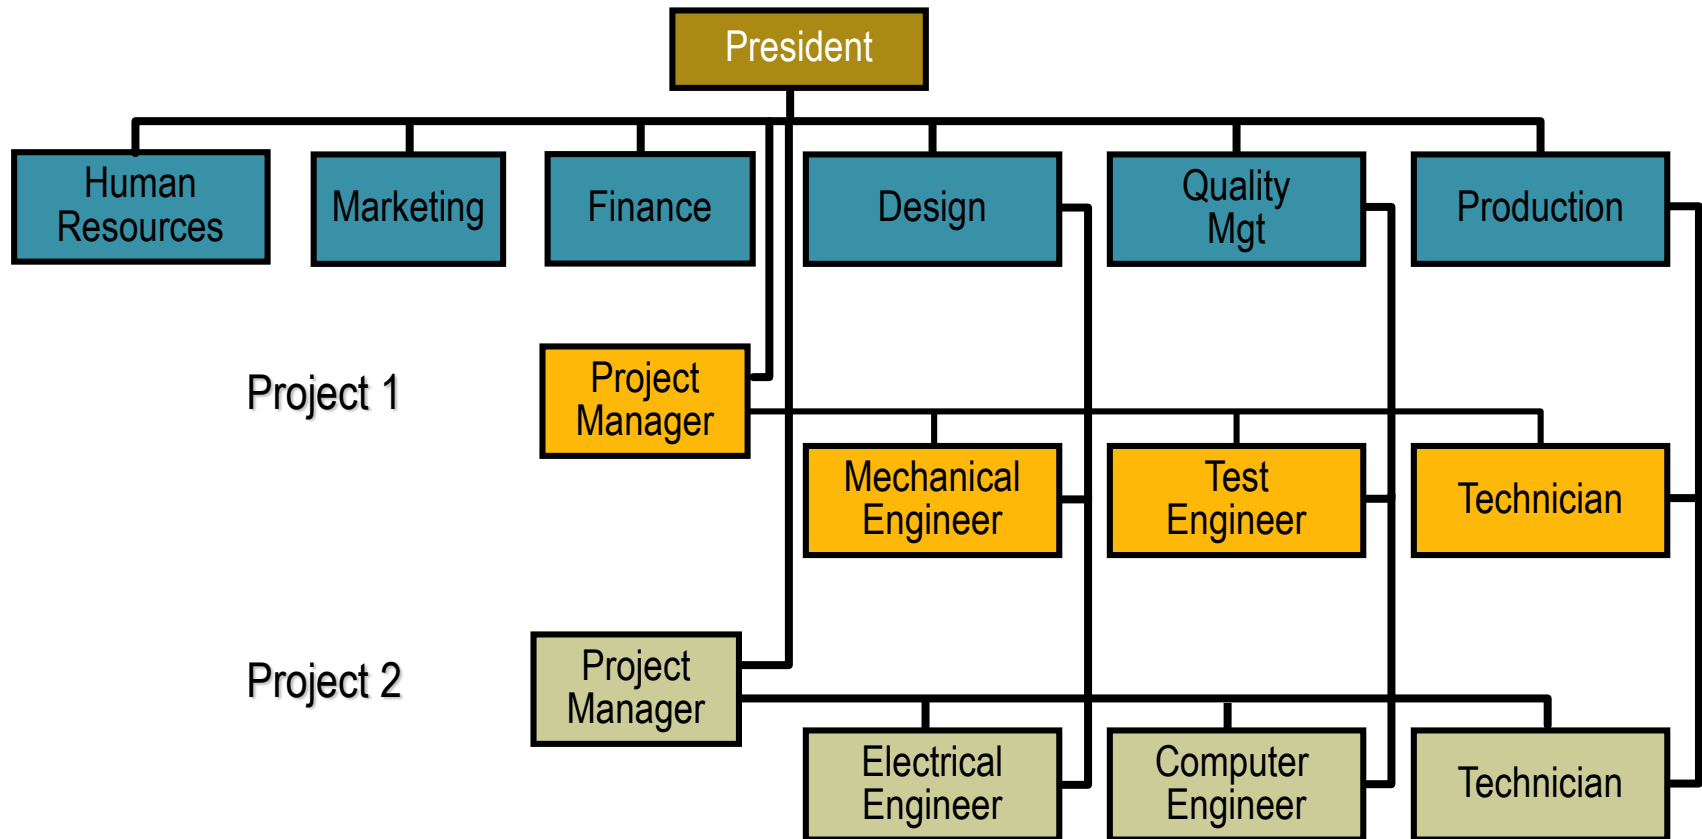 President
Human
Resources
Marketing
Finance
Design
Quality
Mgt
Production
Project 1
Project
Manager
Mechanical
Engineer
Test
Engineer
Technician
Project 2
Project
Manager
Electrical
Engineer
Computer
Engineer
Technician